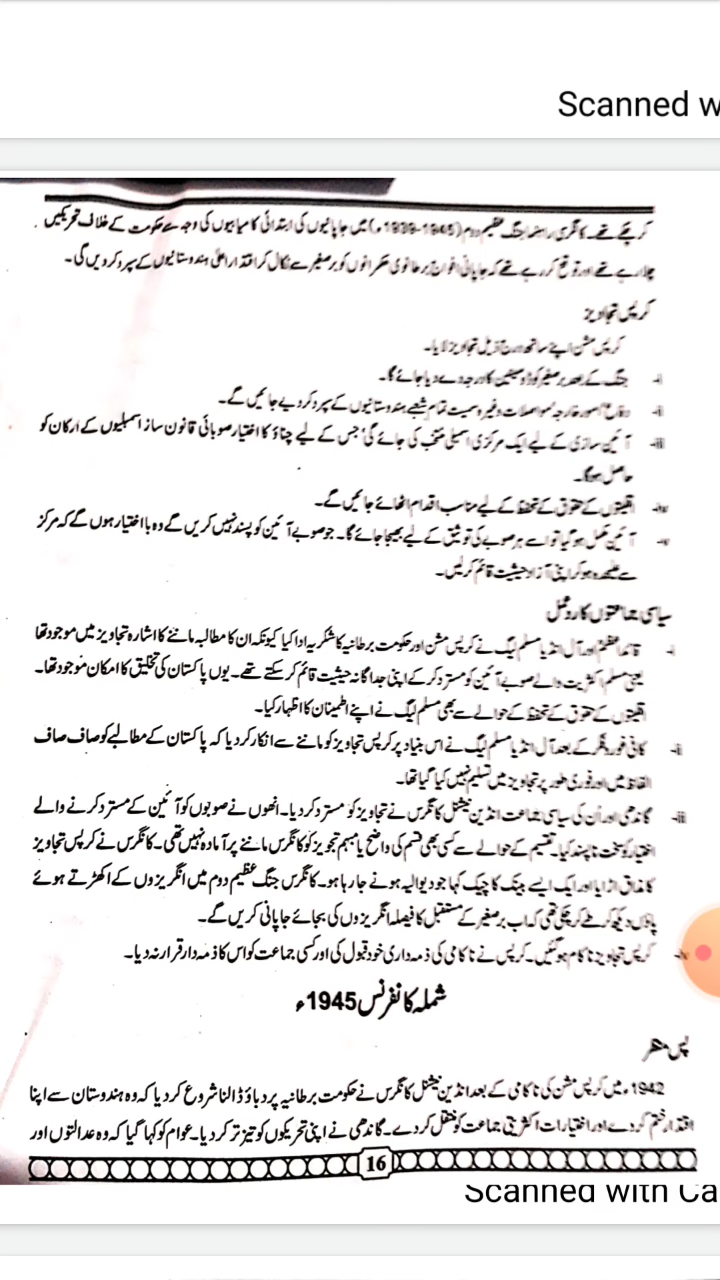 Scanned w
کر چکے تھے۔ کانگرسی راہنما جنگ عظیم دوم (1945-1939ء) میں جاپانیوں کی ابتدائی کامیابیوں کی وجہ سے حکومت کے خلاف تحریکیں
چلا رہے تھے اور توقع کر رہے تھے کہ جاپانی افواج برطانوی حکمرانوں کو برصغیر سے نکال کر اقتدار اعلیٰ ہندوستانیوں کے سپرد کر دیں گی۔
کرپس تجاویز
کرپس مشن اپنے ساتھ درج ذیل تجاویز لایا۔
i- جنگ کے بعد برصغیر کو ڈومینین کا درجہ دے دیا جائے گا۔
ii- دفاع، امور خارجہ، مواصلات وغیرہ سمیت تمام شعبے ہندوستانیوں کے سپرد کر دیے جائیں گے۔
iii- آئین سازی کے لیے ایک مرکزی اسمبلی منتخب کی جائے گی، جس کے لیے چناؤ کا اختیار صوبائی قانون ساز اسمبلیوں کے ارکان کو
حاصل ہوگا۔
iv- اقلیتوں کے حقوق کے تحفظ کے لیے مناسب اقدام اٹھائے جائیں گے۔
v- آئین مکمل ہو گیا تو اسے ہر صوبے کی توثیق کے لیے بھیجا جائے گا۔ جو صوبے آئین کو پسند نہیں کریں گے وہ با اختیار ہوں گے کہ مرکز
سے علیحدہ ہو کر اپنی آزاد حیثیت قائم کر لیں۔
سیاسی جماعتوں کا ردعمل
i- قائد اعظم اور آل انڈیا مسلم لیگ نے کرپس مشن اور حکومت برطانیہ کا شکریہ ادا کیا کیونکہ ان کا مطالبہ ماننے کا اشارہ تجاویز میں موجود تھا
یعنی مسلم اکثریت والے صوبے آئین کو مسترد کر کے اپنی جداگانہ حیثیت قائم کر سکتے تھے۔ یوں پاکستان کی تخلیق کا امکان موجود تھا۔
اقلیتوں کے حقوق کے تحفظ کے حوالے سے بھی مسلم لیگ نے اپنے اطمینان کا اظہار کیا۔
ii- کافی غور و فکر کے بعد آل انڈیا مسلم لیگ نے اس بنیاد پر کرپس تجاویز کو ماننے سے انکار کر دیا کہ پاکستان کے مطالبے کو صاف صاف
الفاظ میں اور فوری طور پر تجاویز میں تسلیم نہیں کیا گیا تھا۔
iii- گاندھی اور ان کی سیاسی جماعت انڈین نیشنل کانگرس نے تجاویز کو مسترد کر دیا۔ انھوں نے صوبوں کو آئین کے مسترد کرنے والے
اختیار کو سخت ناپسند کیا۔ تقسیم کے حوالے سے کسی بھی قسم کی واضح یا مبہم تجویز کو کانگرس ماننے پر آمادہ نہیں تھی۔ کانگرس نے کرپس تجاویز
کا مذاق اڑایا اور ایک ایسے بینک کا چیک کہا جو دیوالیہ ہونے جا رہا ہو۔ کانگرس جنگ عظیم دوم میں انگریزوں کے اکھڑتے ہوئے
پاؤں دیکھ کر طے کر چکی تھی کہ اب برصغیر کے مستقبل کا فیصلہ انگریزوں کی بجائے جاپانی کریں گے۔
iv- کرپس تجاویز ناکام ہو گئیں۔ کرپس نے ناکامی کی ذمہ داری خود قبول کی اور کسی جماعت کو اس کا ذمہ دار قرار نہ دیا۔
شملہ کانفرنس 1945ء
پس منظر
1942ء میں کرپس مشن کی ناکامی کے بعد انڈین نیشنل کانگرس نے حکومت برطانیہ پر دباؤ ڈالنا شروع کر دیا کہ وہ ہندوستان سے اپنا
اقتدار ختم کر دے اور اختیارات اکثریتی جماعت کو منتقل کر دے۔ گاندھی نے اپنی تحریکوں کو تیز تر کر دیا۔ عوام کو کہا گیا کہ وہ عدالتوں اور
16
Scanned with Ca